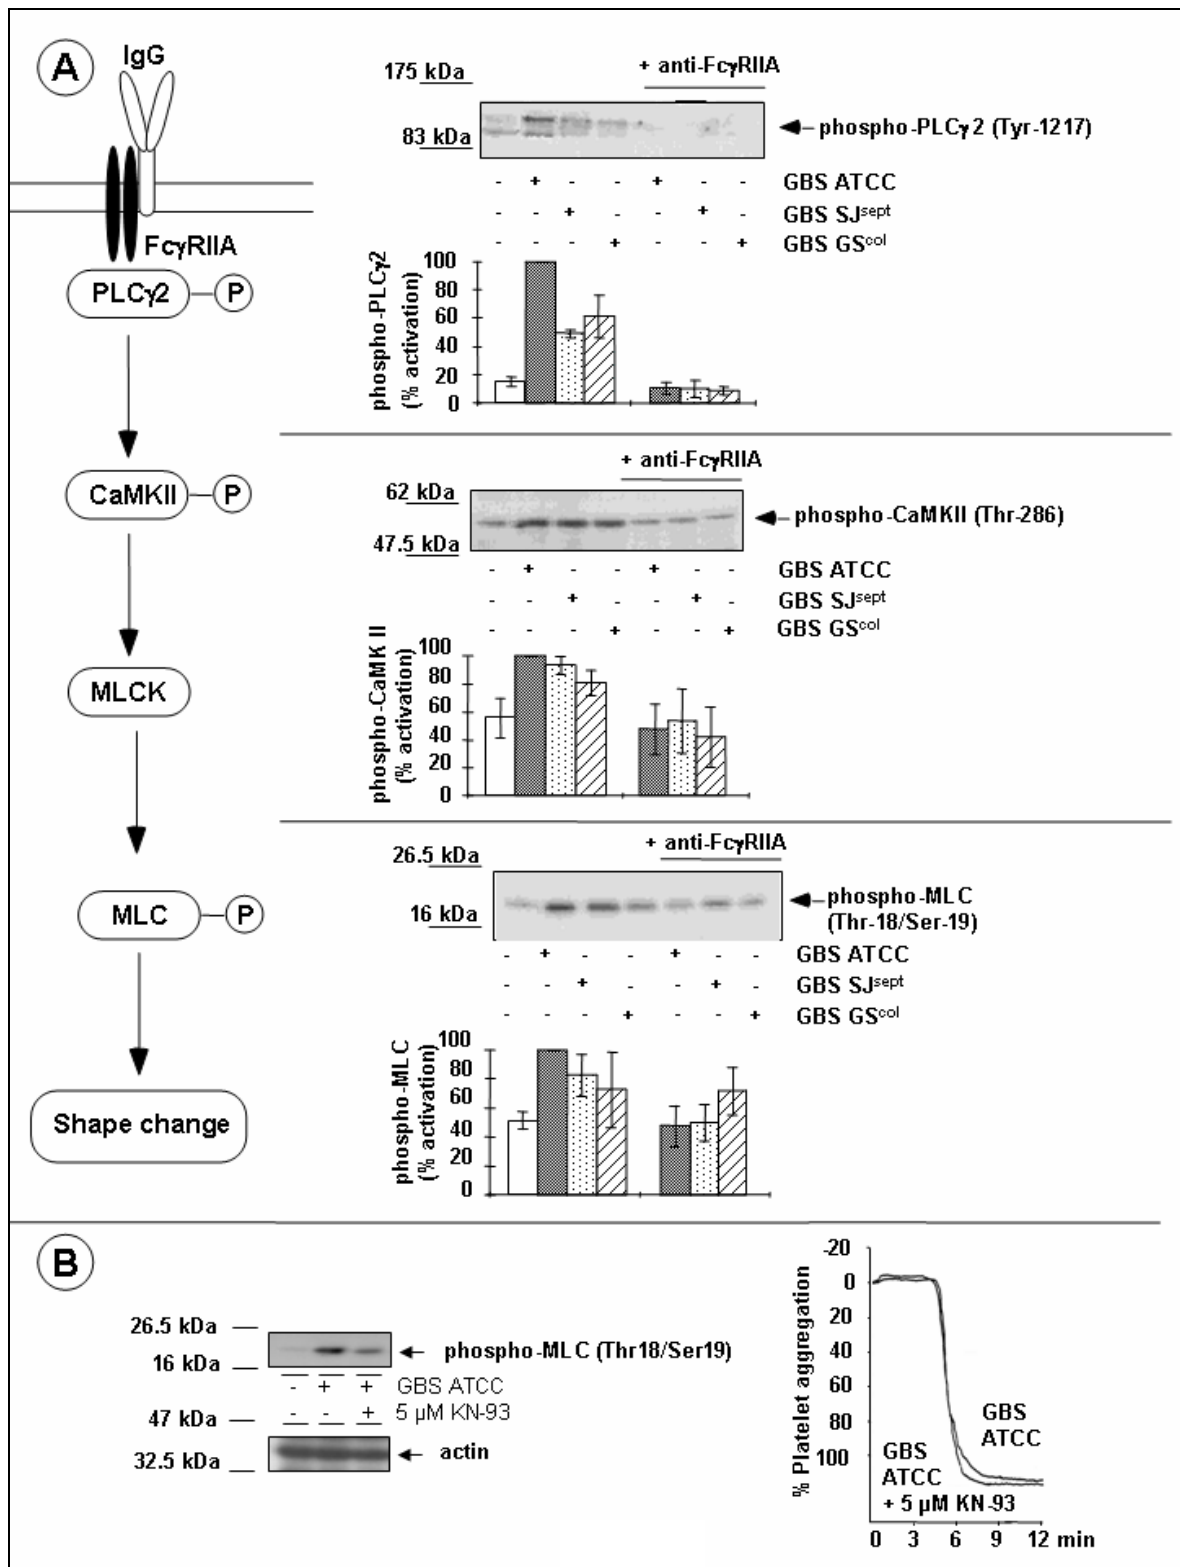 A
IgG
FcγRIIA
PLCγ2 P
CaMKII P
MLCK
MLC P
Shape change
+ anti-FcγRIIA
175 kDa
83 kDa
phospho-PLCγ2 (Tyr-1217)
- + - - + - - GBS ATCC
- - + - - + - GBS SJsept
- - - + - - + GBS GScol
phospho-PLCγ2
(% activation)
100
80
60
40
20
0
+ anti-FcγRIIA
62 kDa
47.5 kDa
phospho-CaMKII (Thr-286)
- + - - + - - GBS ATCC
- - + - - + - GBS SJsept
- - - + - - + GBS GScol
phospho-CaMK II
(% activation)
100
80
60
40
20
0
+ anti-FcγRIIA
26.5 kDa
16 kDa
phospho-MLC
(Thr-18/Ser-19)
- + - - + - - GBS ATCC
- - + - - + - GBS SJsept
- - - + - - + GBS GScol
phospho-MLC
(% activation)
100
80
60
40
20
0
B
26.5 kDa
16 kDa
phospho-MLC (Thr18/Ser19)
- + + GBS ATCC
- - + 5 µM KN-93
47 kDa
32.5 kDa
actin
% Platelet aggregation
-20
0
20
40
60
80
100
GBS
ATCC
GBS
ATCC
+ 5 µM KN-93
0 3 6 9 12 min